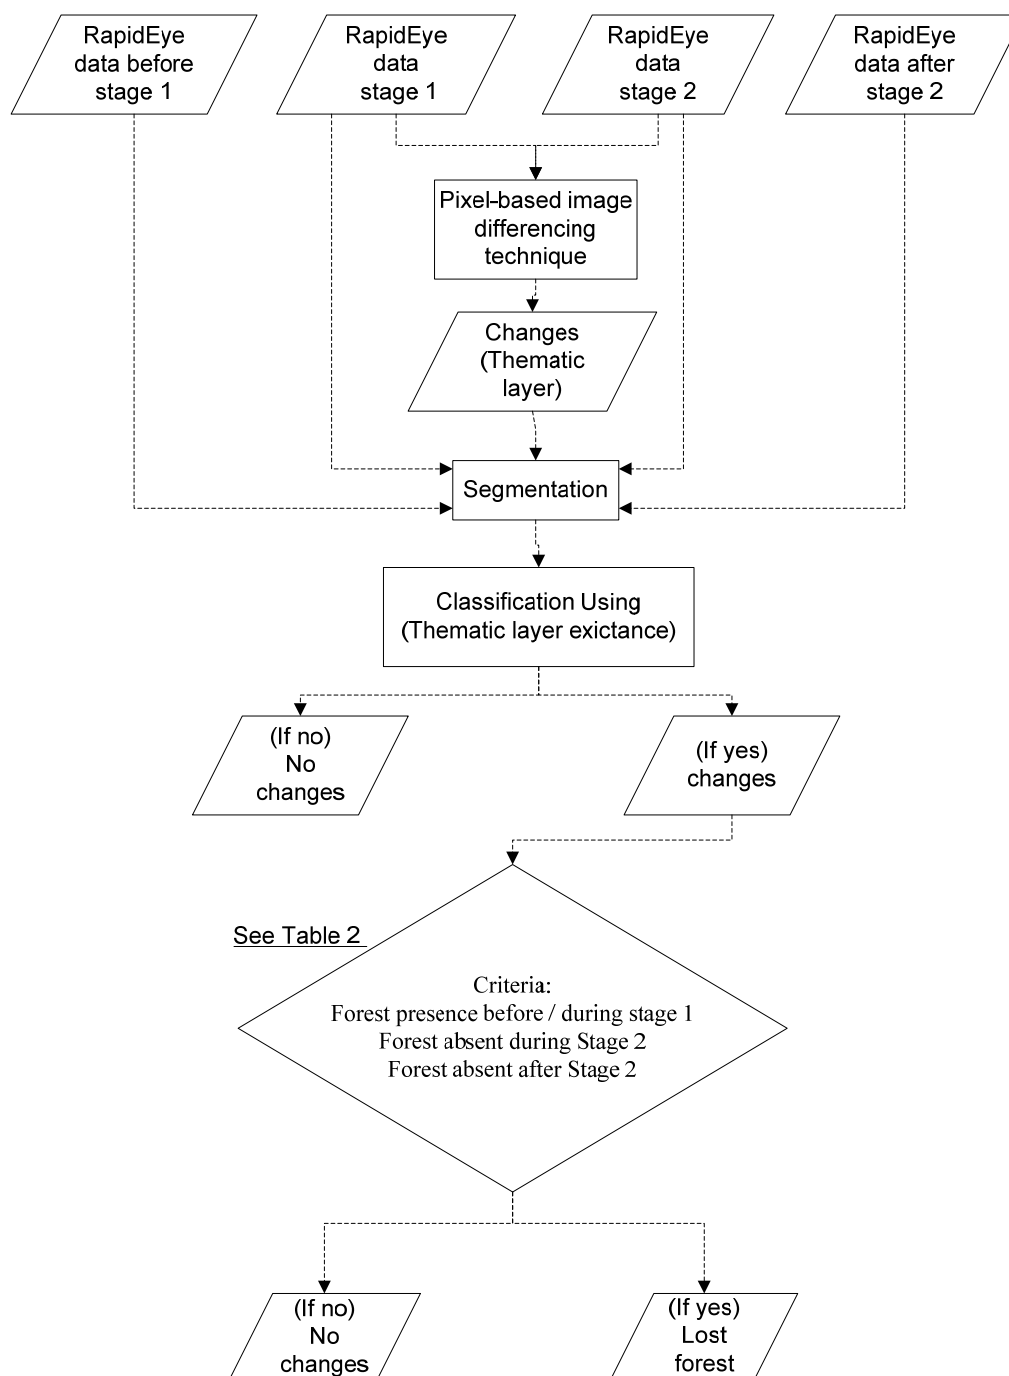 RapidEye
data before
stage 1
RapidEye
data
stage 1
RapidEye
data
stage 2
RapidEye
data after
stage 2
Pixel-based image
differencing
technique
Changes
(Thematic
layer)
Segmentation
Classification Using
(Thematic layer exictance)
(If no)
No
changes
(If yes)
changes
See Table 2
Criteria:
Forest presence before / during stage 1
Forest absent during Stage 2
Forest absent after Stage 2
(If no)
No
changes
(If yes)
Lost
forest